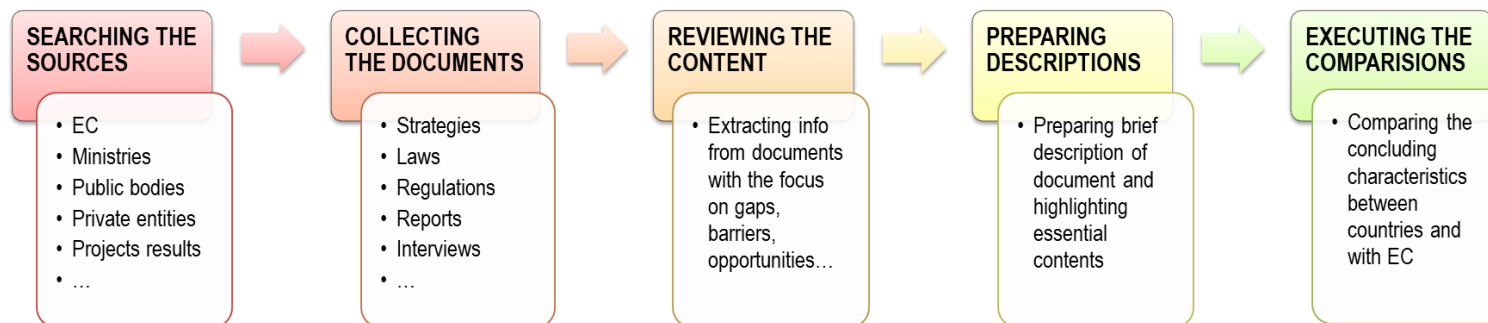 SEARCHING THE
SOURCES
• EC
• Ministries
• Public bodies
• Private entities
• Projects results
• …
COLLECTING
THE DOCUMENTS
• Strategies
• Laws
• Regulations
• Reports
• Interviews
• …
REVIEWING THE
CONTENT
• Extracting info
from documents
with the focus
on gaps,
barriers,
opportunities…
PREPARING
DESCRIPTIONS
• Preparing brief
description of
document and
highlighting
essential
contents
EXECUTING THE
COMPARISIONS
• Comparing the
concluding
characteristics
between
countries and
with EC